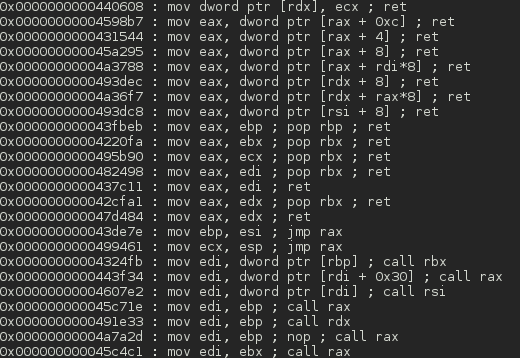 0x0000000000440608 : mov dword ptr [rdx], ecx ; ret
0x00000000004598b7 : mov eax, dword ptr [rax + 0xc] ; ret
0x0000000000431544 : mov eax, dword ptr [rax + 4] ; ret
0x000000000045a295 : mov eax, dword ptr [rax + 8] ; ret
0x00000000004a3788 : mov eax, dword ptr [rax + rdi*8] ; ret
0x0000000000493dec : mov eax, dword ptr [rdx + 8] ; ret
0x00000000004a36f7 : mov eax, dword ptr [rdx + rax*8] ; ret
0x0000000000493dc8 : mov eax, dword ptr [rsi + 8] ; ret
0x000000000043fbeb : mov eax, ebp ; pop rbp ; ret
0x00000000004220fa : mov eax, ebx ; pop rbx ; ret
0x0000000000495b90 : mov eax, ecx ; pop rbx ; ret
0x0000000000482498 : mov eax, edi ; pop rbx ; ret
0x0000000000437c11 : mov eax, edi ; ret
0x000000000042cfa1 : mov eax, edx ; pop rbx ; ret
0x000000000047d484 : mov eax, edx ; ret
0x000000000043de7e : mov ebp, esi ; jmp rax
0x0000000000499461 : mov ecx, esp ; jmp rax
0x00000000004324fb : mov edi, dword ptr [rbp] ; call rbx
0x0000000000443f34 : mov edi, dword ptr [rdi + 0x30] ; call rax
0x00000000004607e2 : mov edi, dword ptr [rdi] ; call rsi
0x000000000045c71e : mov edi, ebp ; call rax
0x0000000000491e33 : mov edi, ebp ; call rdx
0x00000000004a7a2d : mov edi, ebp ; nop ; call rax
0x000000000045c4c1 : mov edi, ebx ; call rax